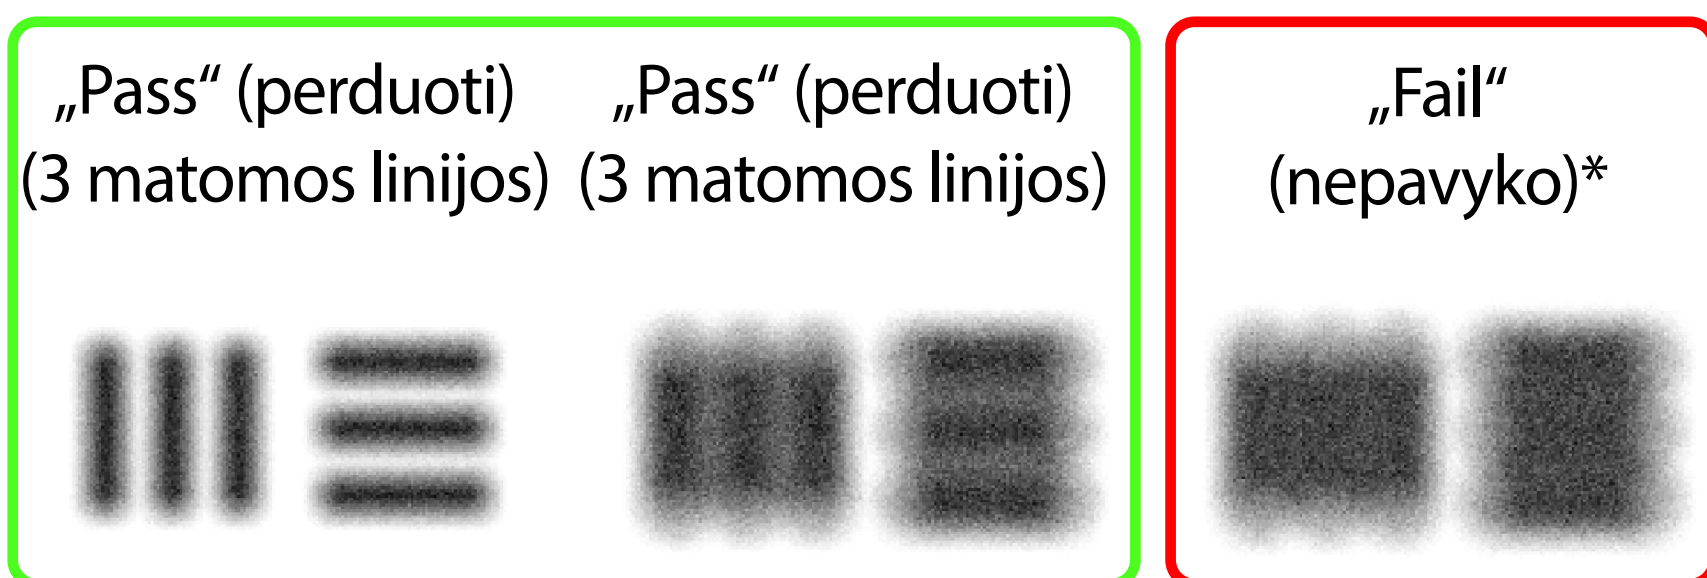 „Pass“ (perduoti)
(3 matomos linijos)
„Pass“ (perduoti)
(3 matomos linijos)
„Fail“
(nepavyko)*